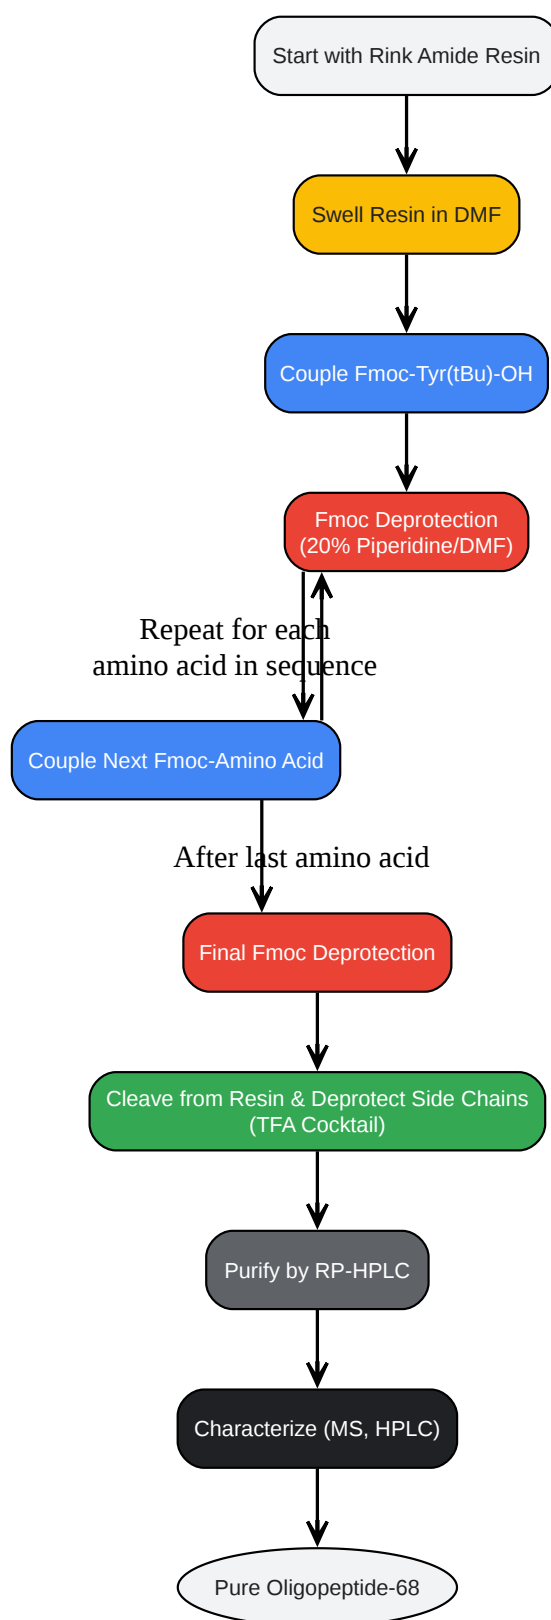 Start with Rink Amide Resin
Swell Resin in DMF
Couple Fmoc-Tyr(tBu)-OH
Fmoc Deprotection
(20% Piperidine/DMF)
Repeat for each
amino acid in sequence
Couple Next Fmoc-Amino Acid
After last amino acid
Final Fmoc Deprotection
Cleave from Resin & Deprotect Side Chains
(TFA Cocktail)
Purify by RP-HPLC
Characterize (MS, HPLC)
Pure Oligopeptide-68